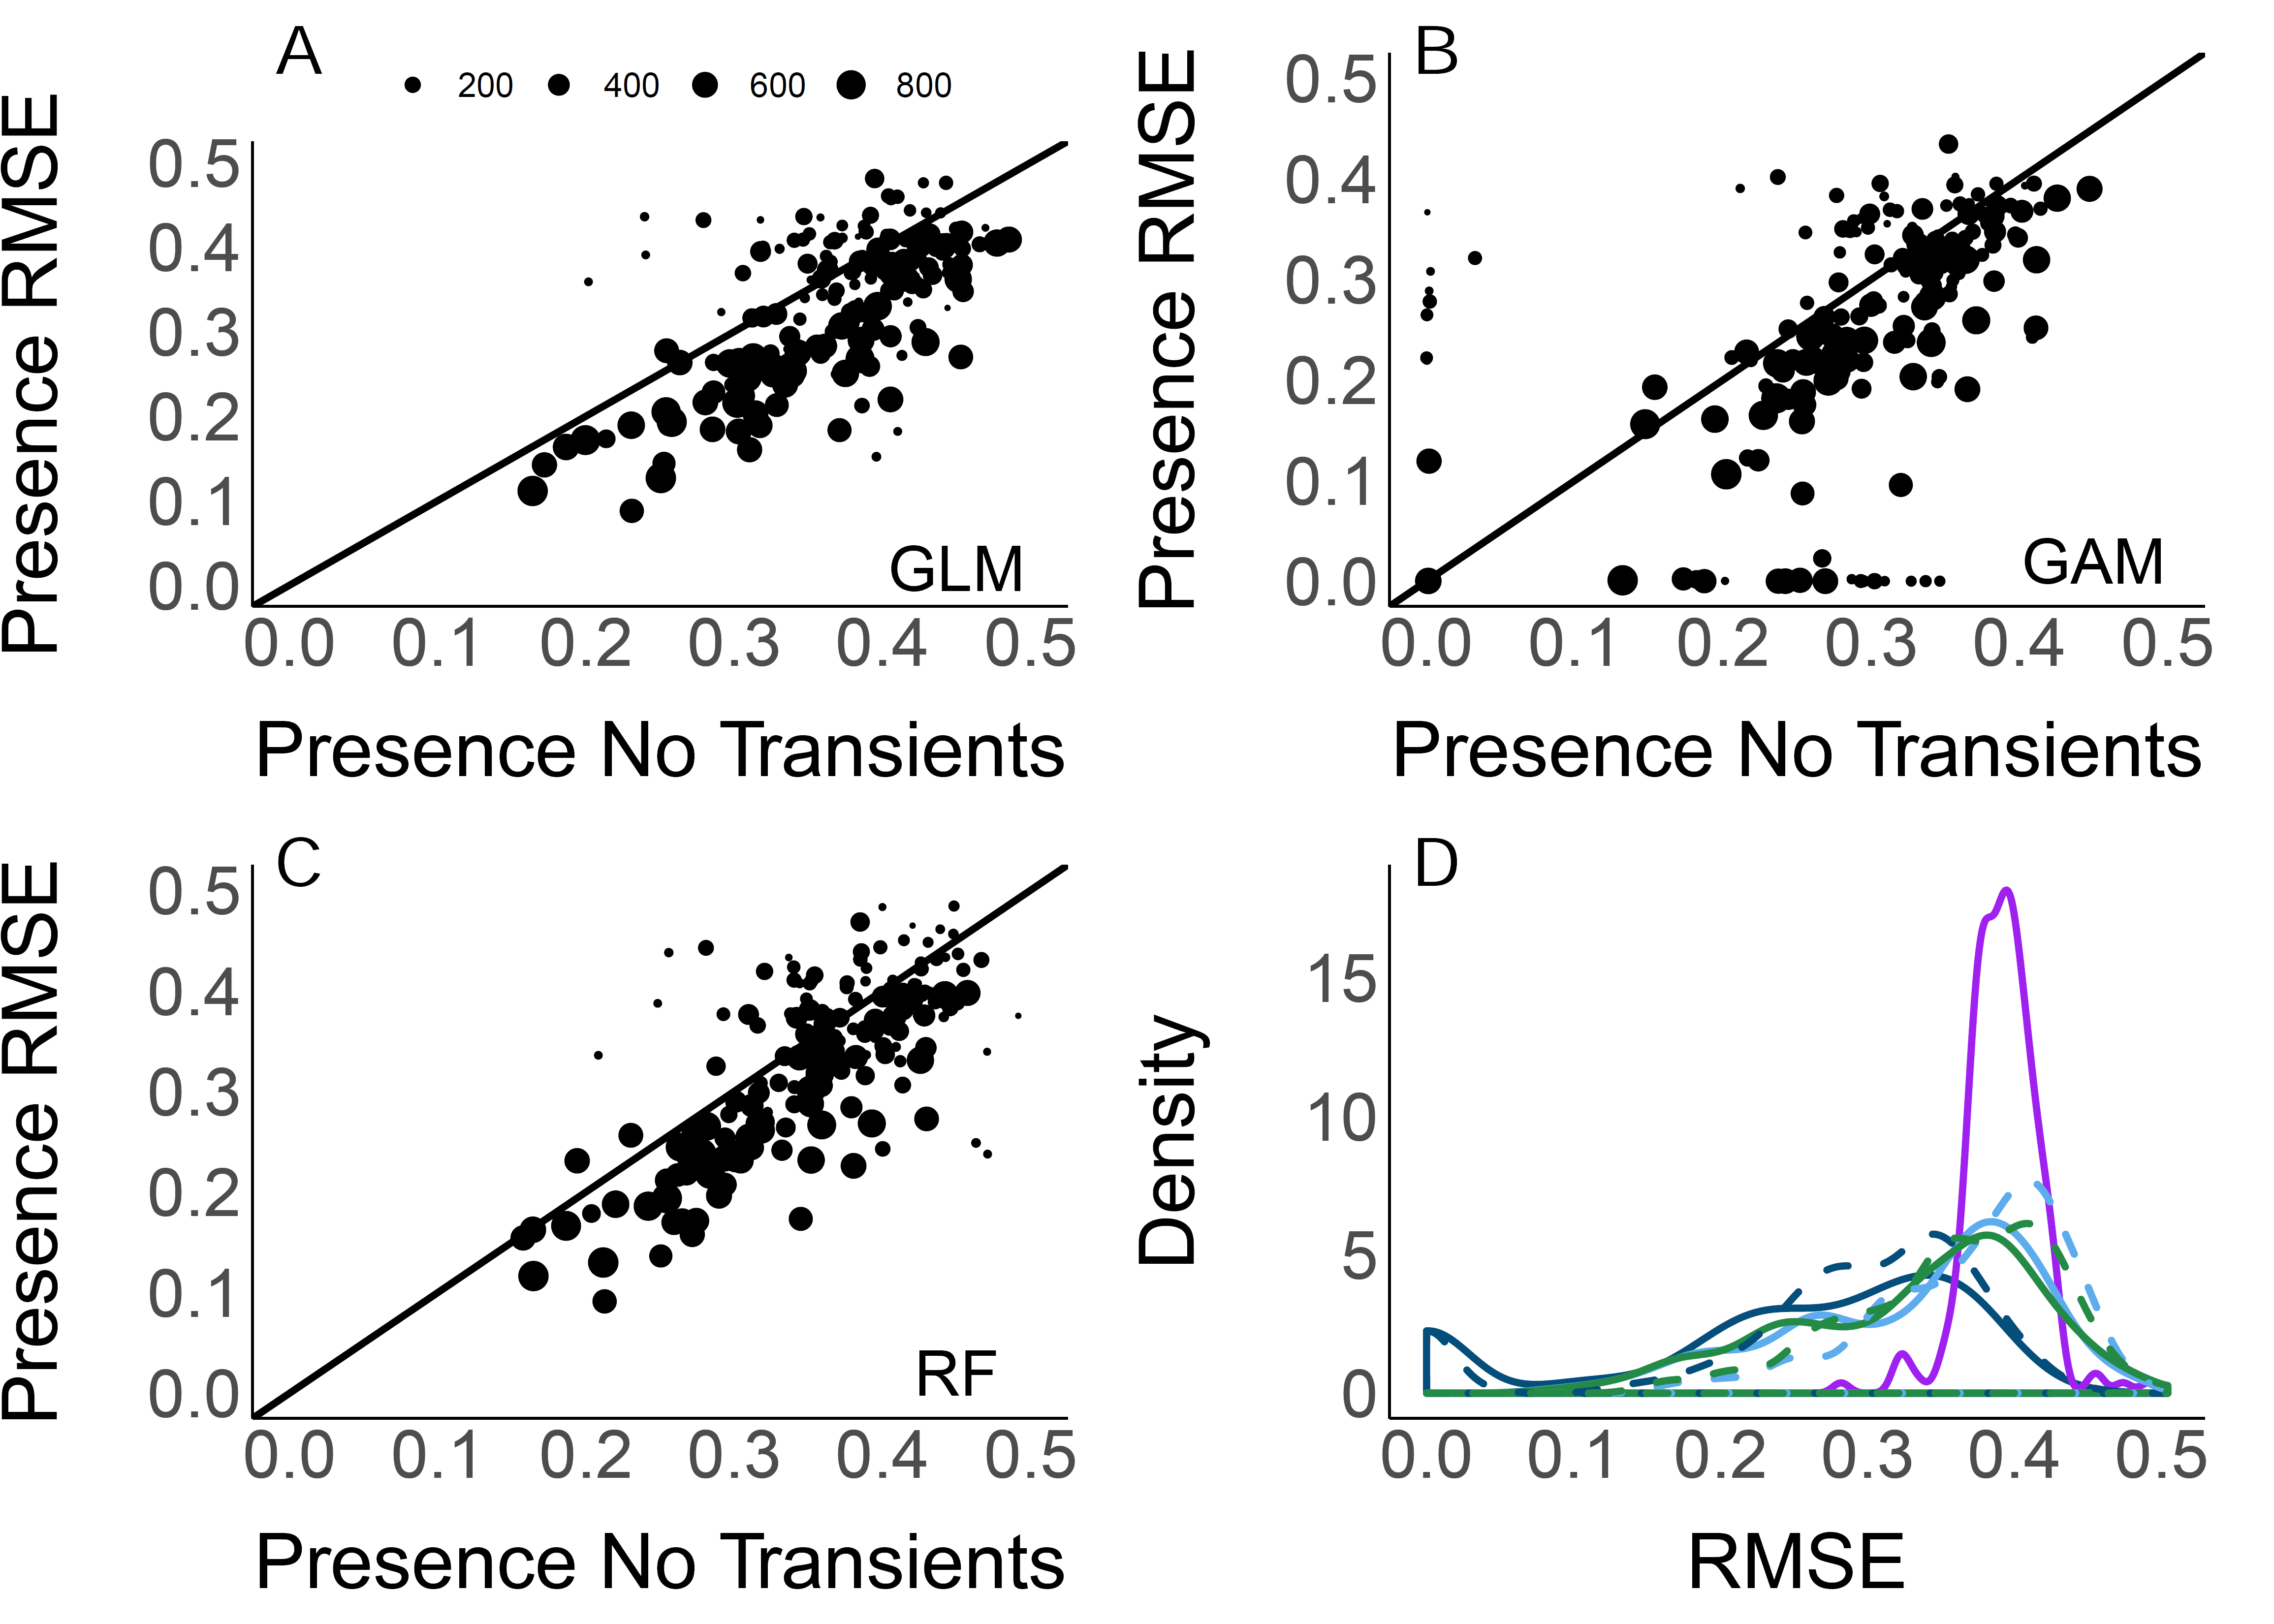 A
200 400 600 800
Presence RMSE
0.5
0.4
0.3
0.2
0.1
0.0
GLM
0.0 0.1 0.2 0.3 0.4 0.5
Presence No Transients
B
Presence RMSE
0.5
0.4
0.3
0.2
0.1
0.0
GAM
0.0 0.1 0.2 0.3 0.4 0.5
Presence No Transients
C
Presence RMSE
0.5
0.4
0.3
0.2
0.1
0.0
RF
0.0 0.1 0.2 0.3 0.4 0.5
Presence No Transients
D
Density
15
10
5
0
0.0 0.1 0.2 0.3 0.4 0.5
RMSE